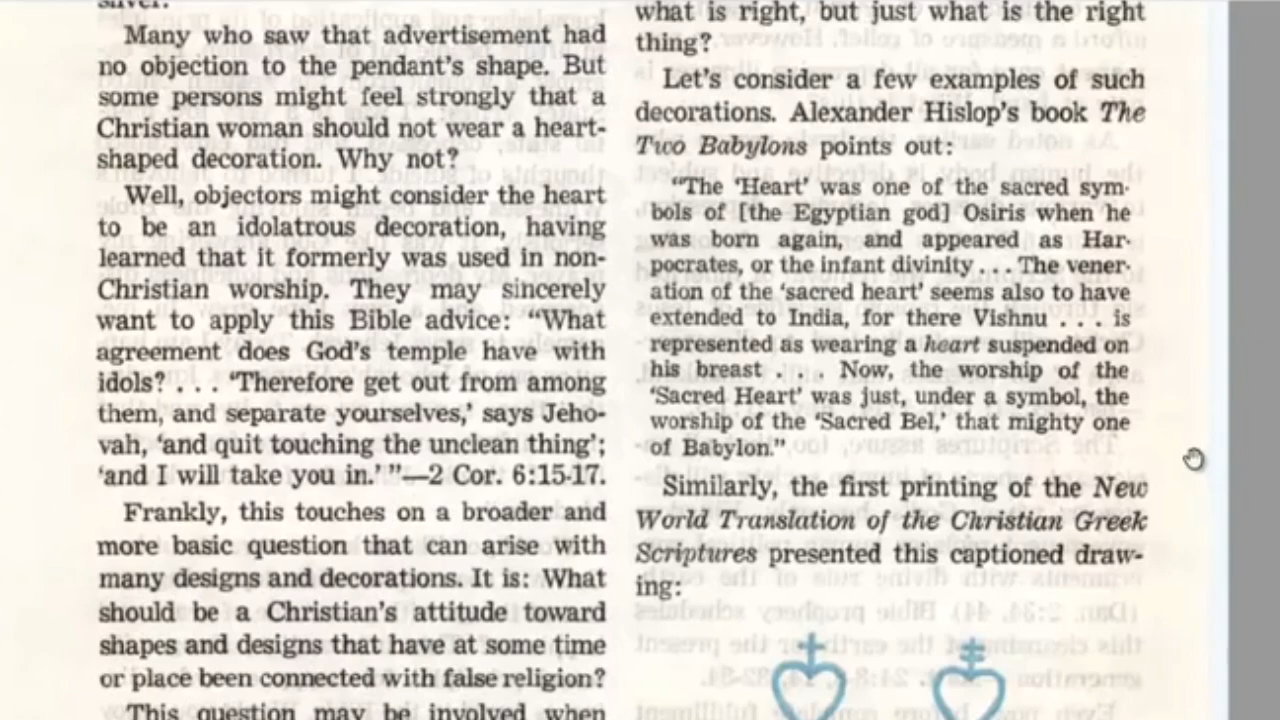 silver.
Many who saw that advertisement had
no objection to the pendant's shape. But
some persons might feel strongly that a
Christian woman should not wear a heart-
shaped decoration. Why not?
Well, objectors might consider the heart
to be an idolatrous decoration, having
learned that it formerly was used in non-
Christian worship. They may sincerely
want to apply this Bible advice: “What
agreement does God's temple have with
idols? . . . ‘Therefore get out from among
them, and separate yourselves,’ says Jeho-
vah, ‘and quit touching the unclean thing’;
‘and I will take you in.’”—2 Cor. 6:15-17.
Frankly, this touches on a broader and
more basic question that can arise with
many designs and decorations. It is: What
should be a Christian's attitude toward
shapes and designs that have at some time
or place been connected with false religion?
This question may be involved when
what is right, but just what is the right
thing?
Let's consider a few examples of such
decorations. Alexander Hislop's book The
Two Babylons points out:
“The ‘Heart’ was one of the sacred sym-
bols of [the Egyptian god] Osiris when he
was born again, and appeared as Har-
pocrates, or the infant divinity . . . . The vener-
ation of the ‘sacred heart’ seems also to have
extended to India, for there Vishnu . . . is
represented as wearing a heart suspended on
his breast . . . . Now, the worship of the
‘Sacred Heart’ was just, under a symbol, the
worship of the ‘Sacred Bel,’ that mighty one
of Babylon.”
Similarly, the first printing of the New
World Translation of the Christian Greek
Scriptures presented this captioned draw-
ing: